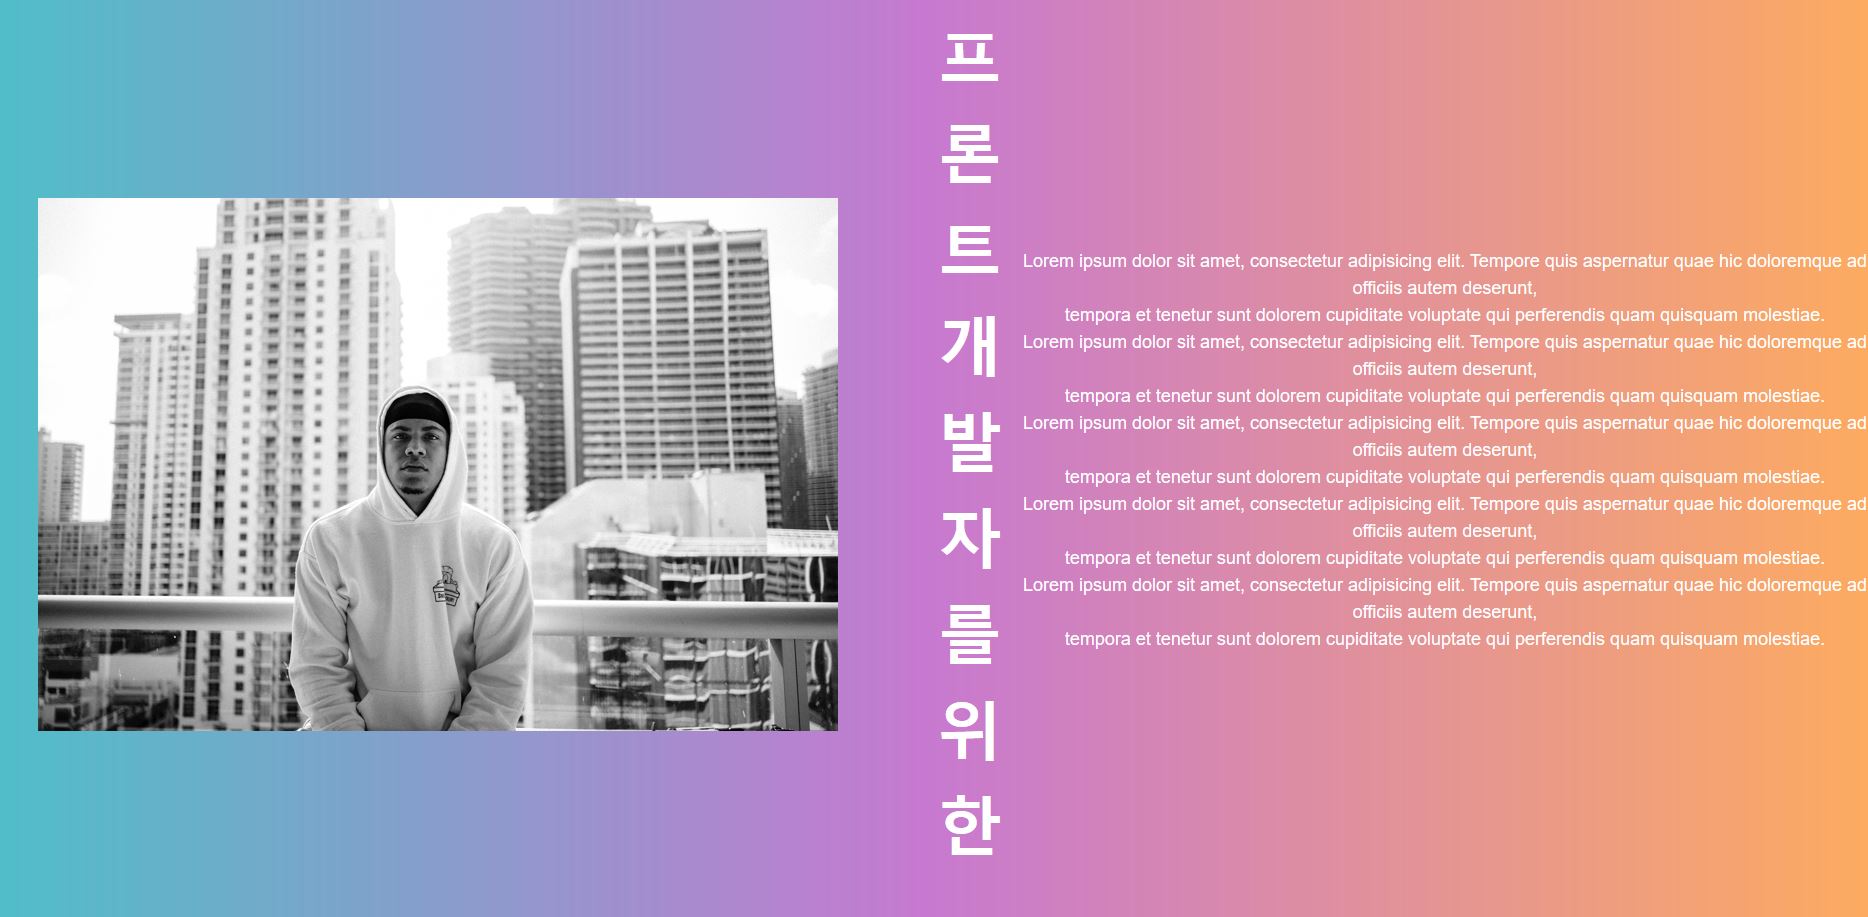 프
론
트
개
발
자
를
위
한
Lorem ipsum dolor sit amet, consectetur adipisicing elit. Tempore quis aspernatur quae hic doloremque ad
officiis autem deserunt,
tempora et tenetur sunt dolorem cupiditate voluptate qui perferendis quam quisquam molestiae.
Lorem ipsum dolor sit amet, consectetur adipisicing elit. Tempore quis aspernatur quae hic doloremque ad
officiis autem deserunt,
tempora et tenetur sunt dolorem cupiditate voluptate qui perferendis quam quisquam molestiae.
Lorem ipsum dolor sit amet, consectetur adipisicing elit. Tempore quis aspernatur quae hic doloremque ad
officiis autem deserunt,
tempora et tenetur sunt dolorem cupiditate voluptate qui perferendis quam quisquam molestiae.
Lorem ipsum dolor sit amet, consectetur adipisicing elit. Tempore quis aspernatur quae hic doloremque ad
officiis autem deserunt,
tempora et tenetur sunt dolorem cupiditate voluptate qui perferendis quam quisquam molestiae.
Lorem ipsum dolor sit amet, consectetur adipisicing elit. Tempore quis aspernatur quae hic doloremque ad
officiis autem deserunt,
tempora et tenetur sunt dolorem cupiditate voluptate qui perferendis quam quisquam molestiae.